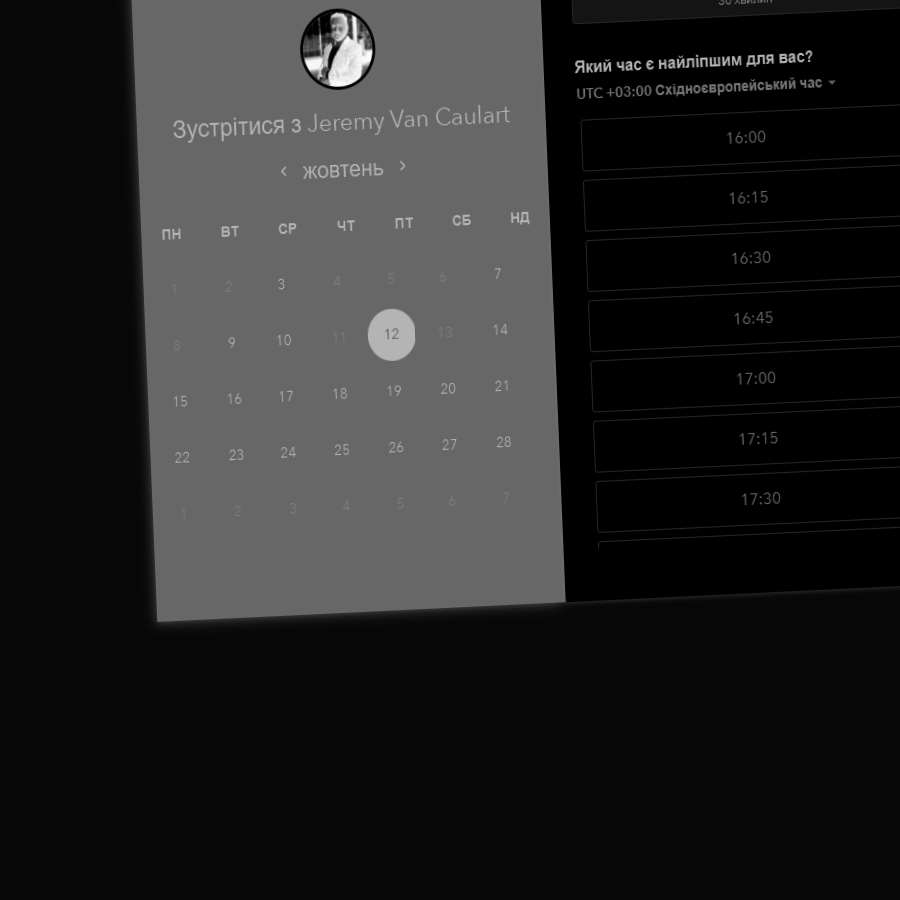 30 хвилин
Зустрітися з Jeremy Van Caulart
жовтень
ПН ВТ СР ЧТ ПТ СБ НД
1 2 3 4 5 6 7
8 9 10 11 12 13 14
15 16 17 18 19 20 21
22 23 24 25 26 27 28
1 2 3 4 5 6 7
Який час є найліпшим для вас?
UTC +03:00 Східноєвропейський час
16:00
16:15
16:30
16:45
17:00
17:15
17:30